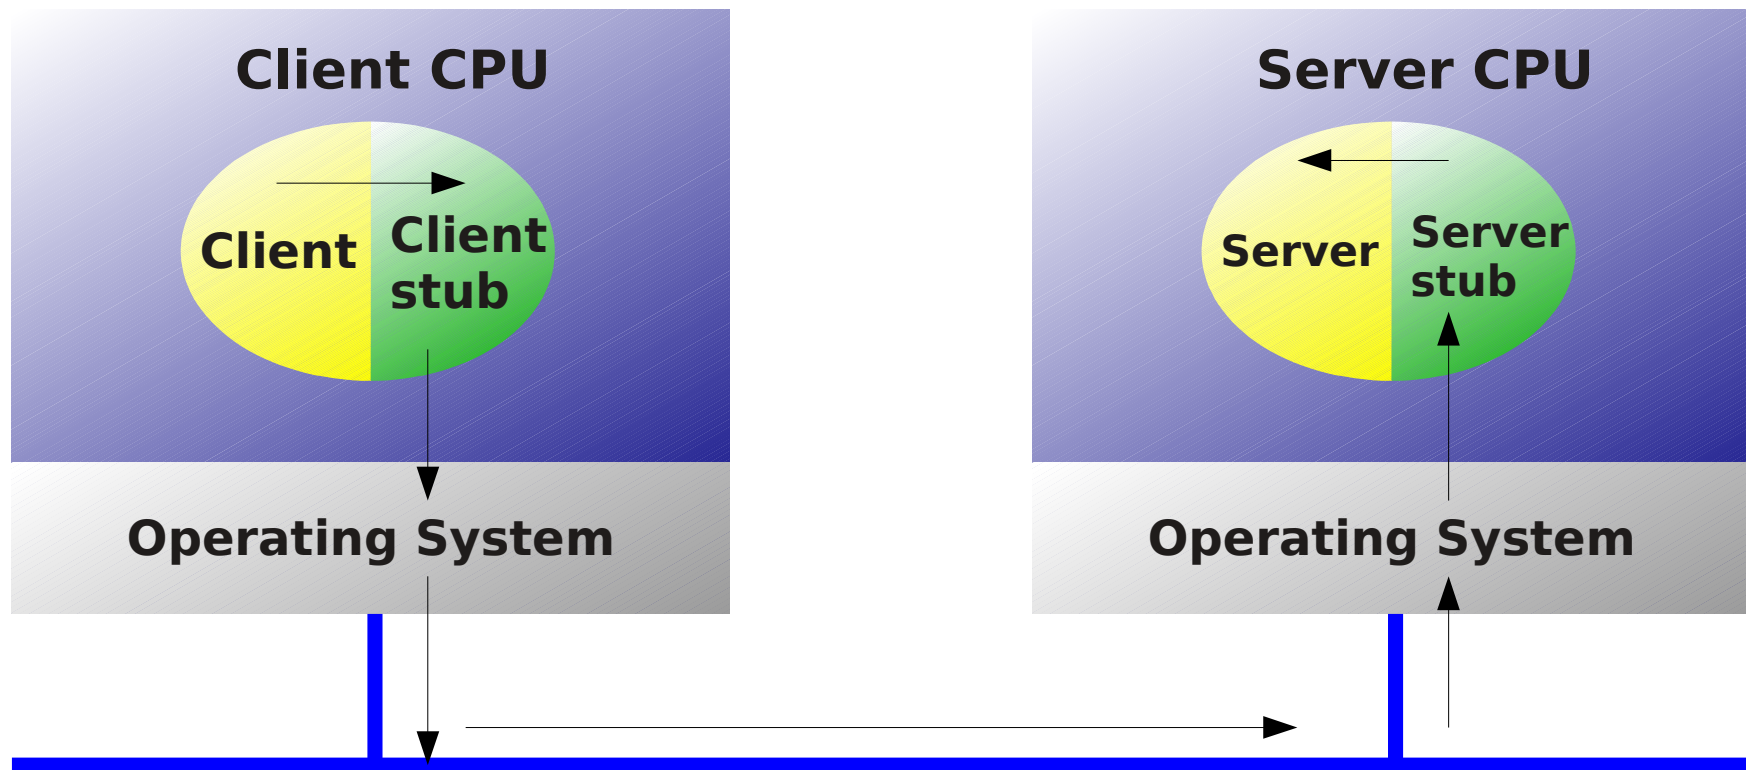 Client CPU
Client
Client
stub
Operating System
Server CPU
Server
Server
stub
Operating System